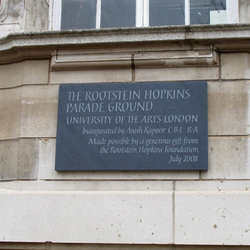 THE ROOTSTEIN HOPKINS
PARADE GROUND
UNIVERSITY OF THE ARTS LONDON
Inaugurated by Anish Kapoor CBE RA
Made possible by a generous gift from
the Rootstein Hopkins Foundation
July 2008